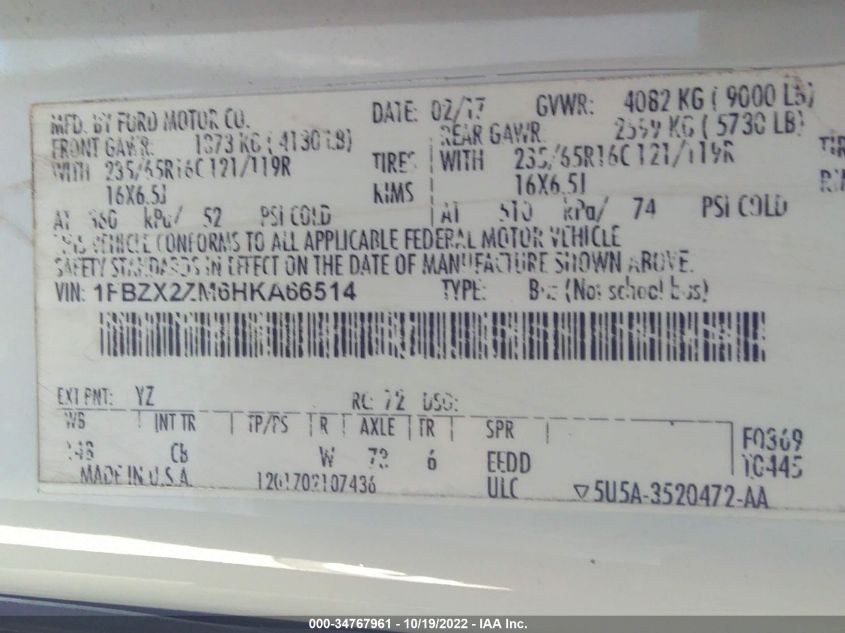 MFD. BY FORD MOTOR CO. DATE: 02/17 GVWR: 4082 KG ( 9000 LB)
FRONT GAWR: 1873 KG ( 4130 LB) REAR GAWR: 2599 KG ( 5730 LB)
WITH 235/65R16C 121/119R TIRES WITH 235/65R16C 121/119R TIR
16X6.5J RIMS 16X6.5J RI
AT 360 kPa/ 52 PSI COLD AT 510 kPa/ 74 PSI COLD
THIS VEHICLE CONFORMS TO ALL APPLICABLE FEDERAL MOTOR VEHICLE
SAFETY STANDARDS IN EFFECT ON THE DATE OF MANUFACTURE SHOWN ABOVE.
VIN: 1FBZX2ZM6HKA66514 TYPE: Bus (Not school bus)
EXT PNT: YZ RC: 72 DSO:
WB INT TR TP/PS R AXLE TR SPR F0369
148 CB W 73 6 EEDD 10445
MADE IN U.S.A. 1201702107436 ULC ▽5U5A-3520472-AA
000-34767961 - 10/19/2022 - IAA Inc.